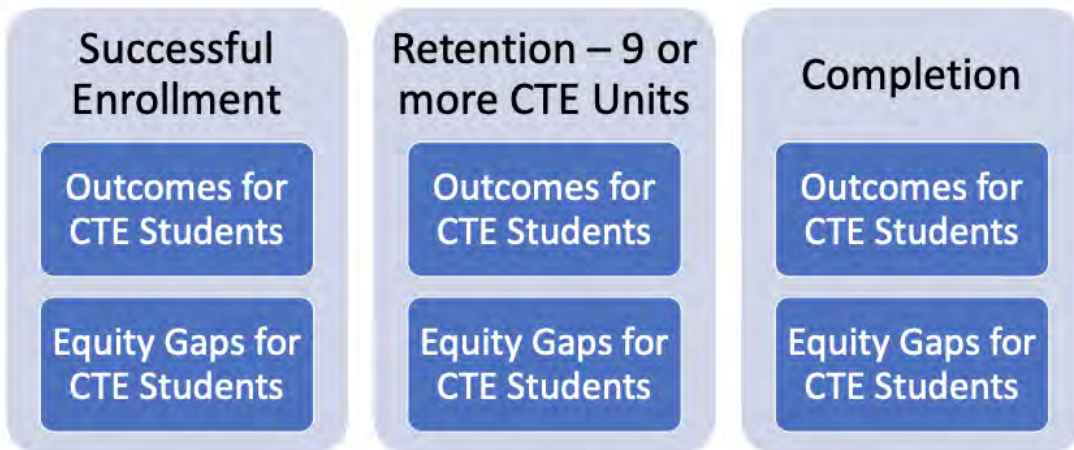 Successful
Enrollment
Outcomes for
CTE Students
Equity Gaps for
CTE Students
Retention – 9 or
more CTE Units
Outcomes for
CTE Students
Equity Gaps for
CTE Students
Completion
Outcomes for
CTE Students
Equity Gaps for
CTE Students